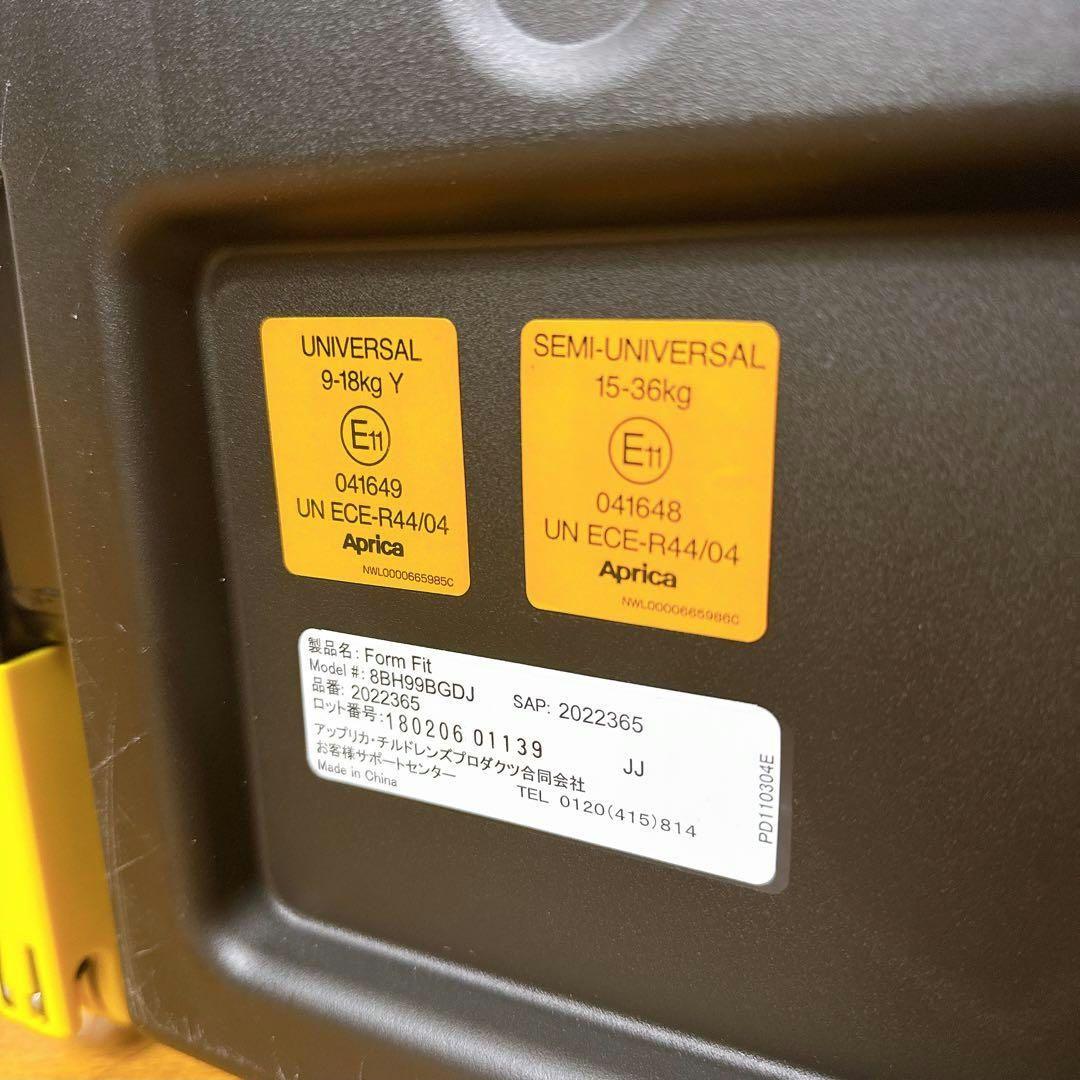 UNIVERSAL
9-18kg Y
E11
041649
UN ECE-R44/04
Aprica
NWL0000665985C
SEMI-UNIVERSAL
15-36kg
E11
041648
UN ECE-R44/04
Aprica
NWL0000665986C
製品名: Form Fit
Model #: 8BH99BGDJ
品番: 2022365 SAP: 2022365
ロット番号:180206 01139 JJ
アップリカ・チルドレンズプロダクツ合同会社
お客様サポートセンター TEL 0120(415)814
Made in China
PD110304E